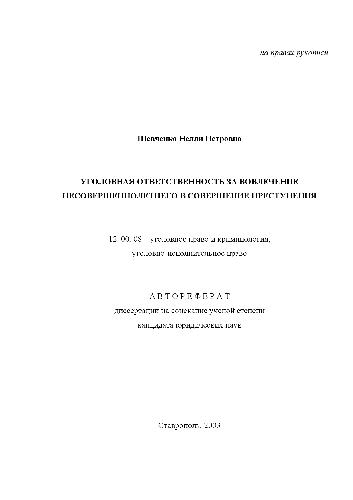 на правах рукописи
Шевченко Нелли Петровна
УГОЛОВНАЯ ОТВЕТСТВЕННОСТЬ ЗА ВОВЛЕЧЕНИЕ
НЕСОВЕРШЕННОЛЕТНЕГО В СОВЕРШЕНИЕ ПРЕСТУПЛЕНИЯ
12. 00. 08 – уголовное право и криминология;
уголовно-исполнительное право
А В Т О Р Е Ф Е Р А Т
диссертации на соискание ученой степени
кандидата юридических наук
Ставрополь, 2003